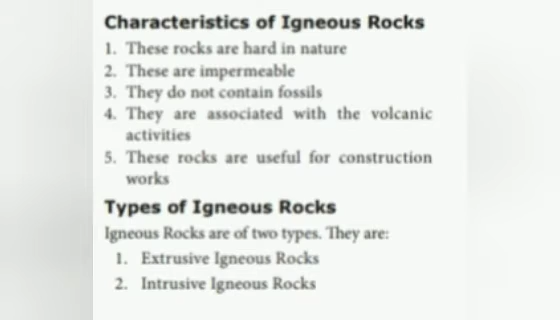 Characteristics of Igneous Rocks
1. These rocks are hard in nature
2. These are impermeable
3. They do not contain fossils
4. They are associated with the volcanic
activities
5. These rocks are useful for construction
works
Types of Igneous Rocks
Igneous Rocks are of two types. They are:
1. Extrusive Igneous Rocks
2. Intrusive Igneous Rocks